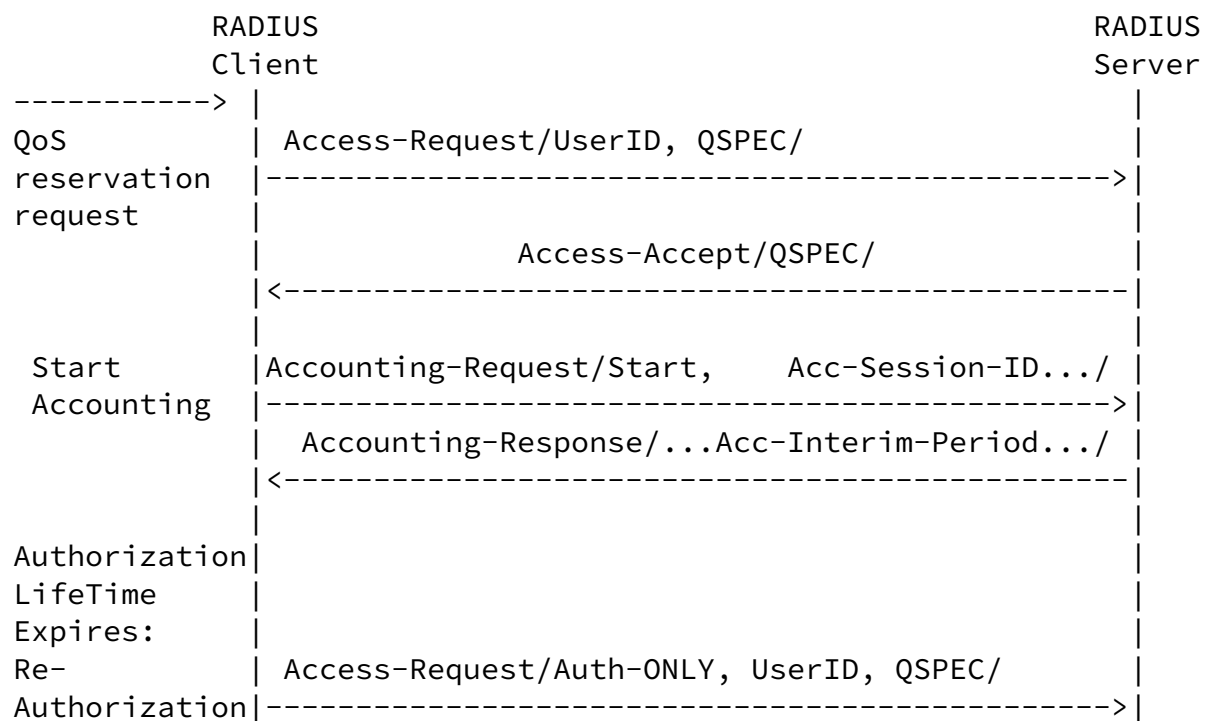 RADIUS RADIUS
Client Server
-----------> | |
QoS | Access-Request/UserID, QSPEC/ |
reservation |----------------------------------------------->|
request | |
| Access-Accept/QSPEC/ |
|<-----------------------------------------------|
| |
Start |Accounting-Request/Start, Acc-Session-ID.../ |
Accounting |----------------------------------------------->|
| Accounting-Response/...Acc-Interim-Period.../ |
|<-----------------------------------------------|
| |
Authorization| |
LifeTime | |
Expires: | |
Re- | Access-Request/Auth-ONLY, UserID, QSPEC/ |
Authorization|----------------------------------------------->|